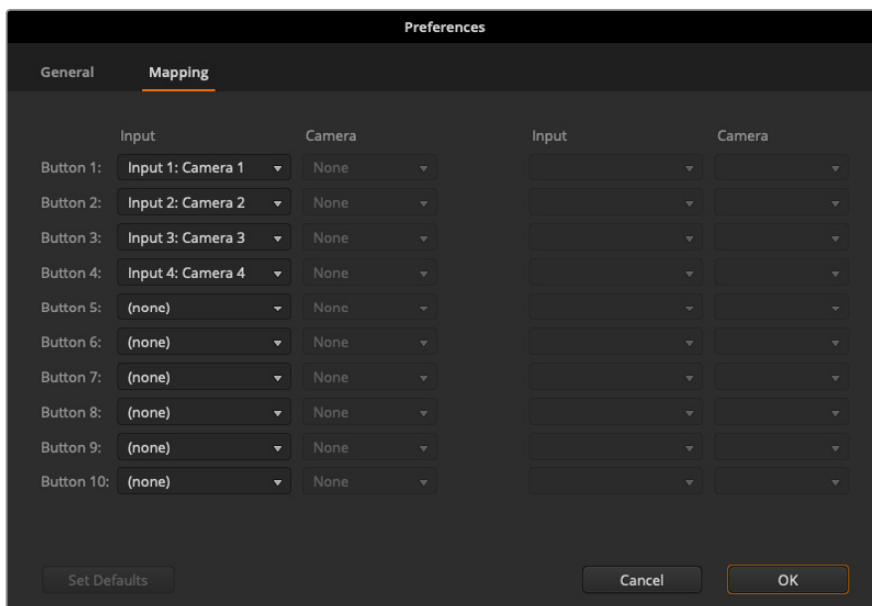 Preferences
General Mapping
Input Camera Input Camera
Button 1: Input 1: Camera 1 None
Button 2: Input 2: Camera 2 None
Button 3: Input 3: Camera 3 None
Button 4: Input 4: Camera 4 None
Button 5: (none) None
Button 6: (none) None
Button 7: (none) None
Button 8: (none) None
Button 9: (none) None
Button 10: (none) None
Set Defaults Cancel OK